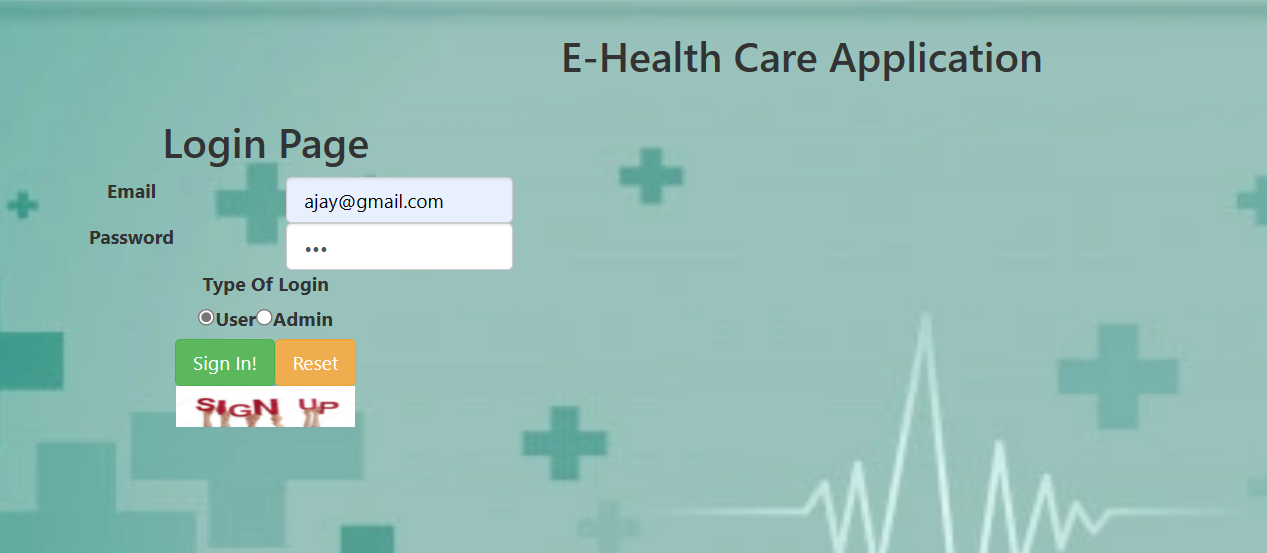 E-Health Care Application
Login Page
Email ajay@gmail.com
Password •••
Type Of Login
User Admin
Sign In! Reset
SIGN UP